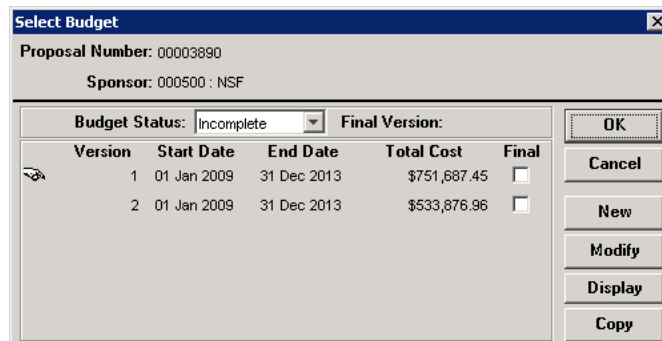 Select Budget
Proposal Number: 00003890
Sponsor: 000500 : NSF
Budget Status: Incomplete Final Version:
OK
Version Start Date End Date Total Cost Final
Cancel
1 01 Jan 2009 31 Dec 2013 $751,687.45
2 01 Jan 2009 31 Dec 2013 $533,876.96
New
Modify
Display
Copy